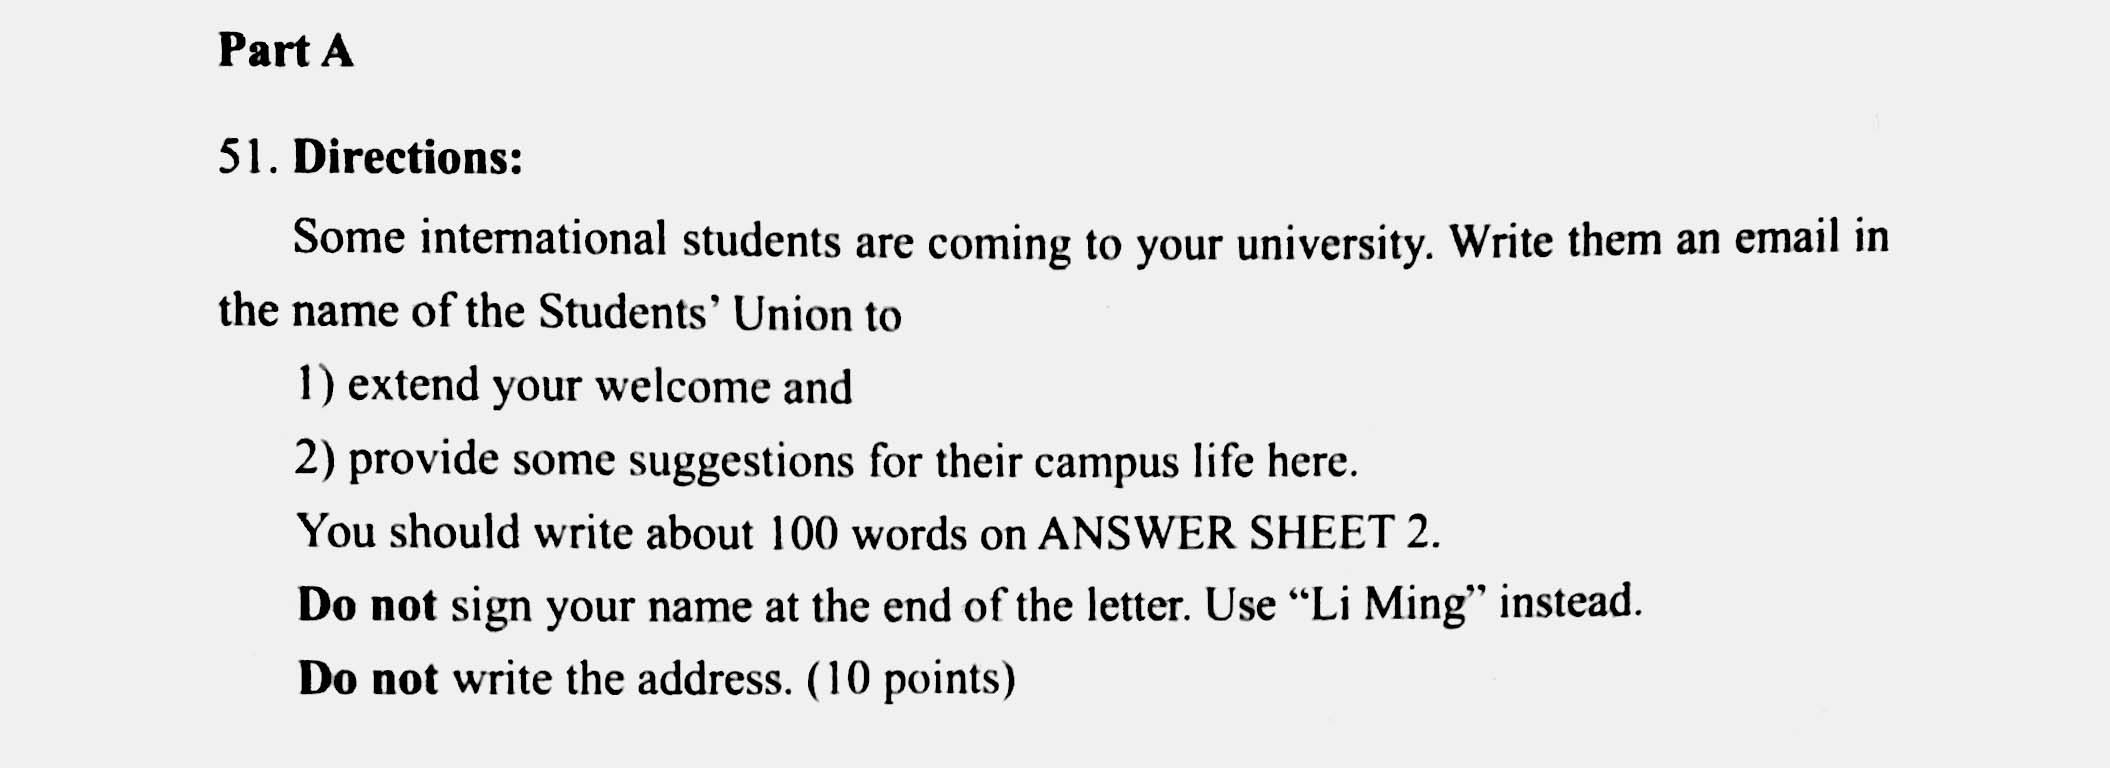 Part A
51. Directions:
Some international students are coming to your university. Write them an email in
the name of the Students’ Union to
1) extend your welcome and
2) provide some suggestions for their campus life here.
You should write about 100 words on ANSWER SHEET 2.
Do not sign your name at the end of the letter. Use “Li Ming” instead.
Do not write the address. (10 points)